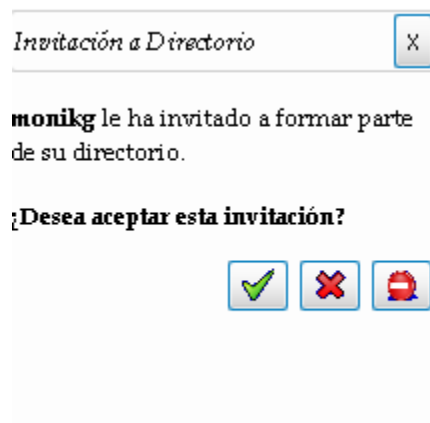 Invitación a Directorio
X
monikg le ha invitado a formar parte
de su directorio.
¿Desea aceptar esta invitación?